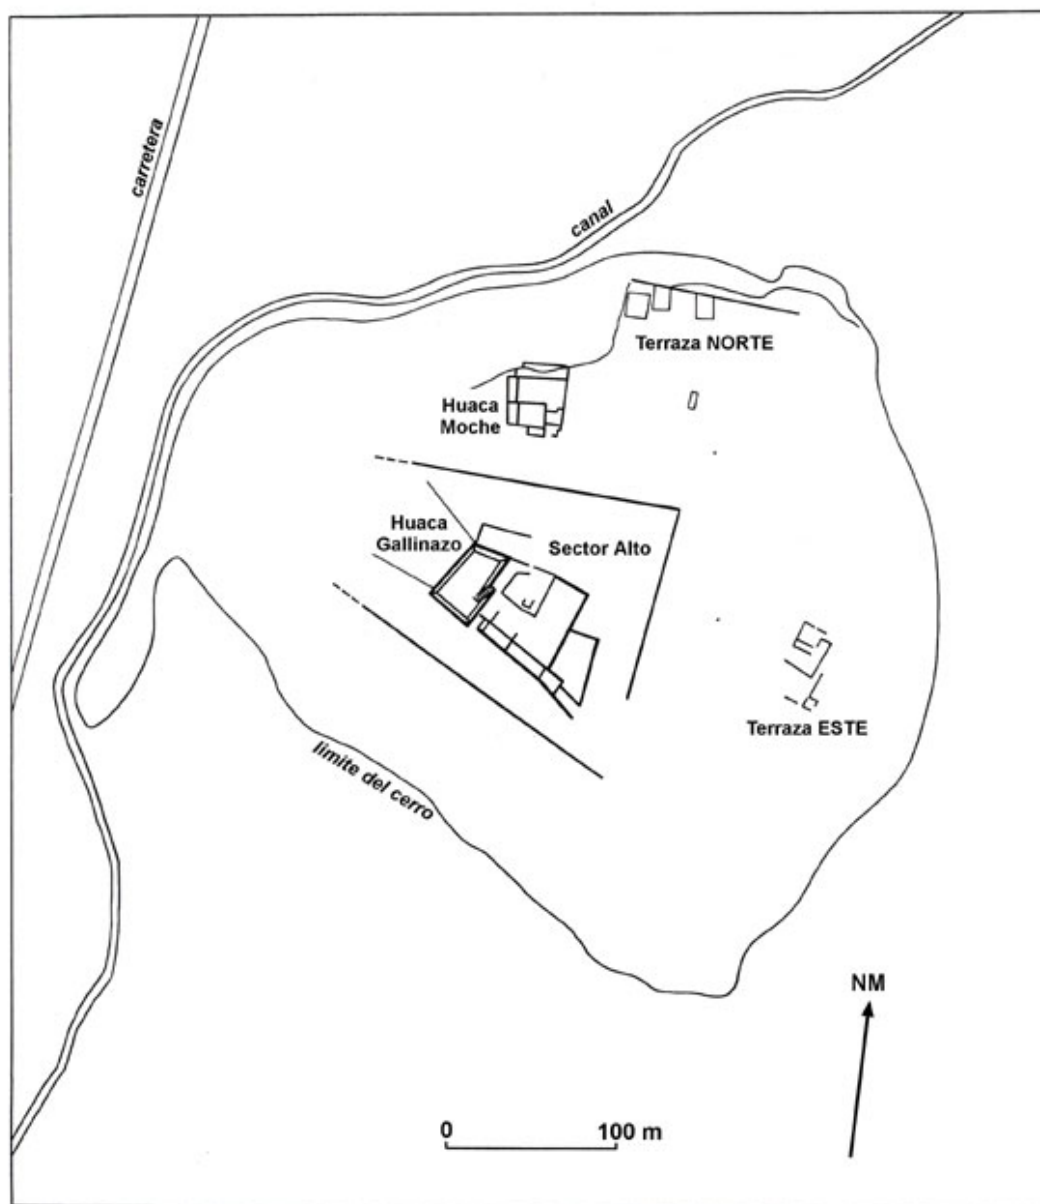 carretera
canal
Terraza NORTE
Huaca
Moche
Huaca
Gallinazo
Sector Alto
Terraza ESTE
limite del cerro
NM
0
100 m